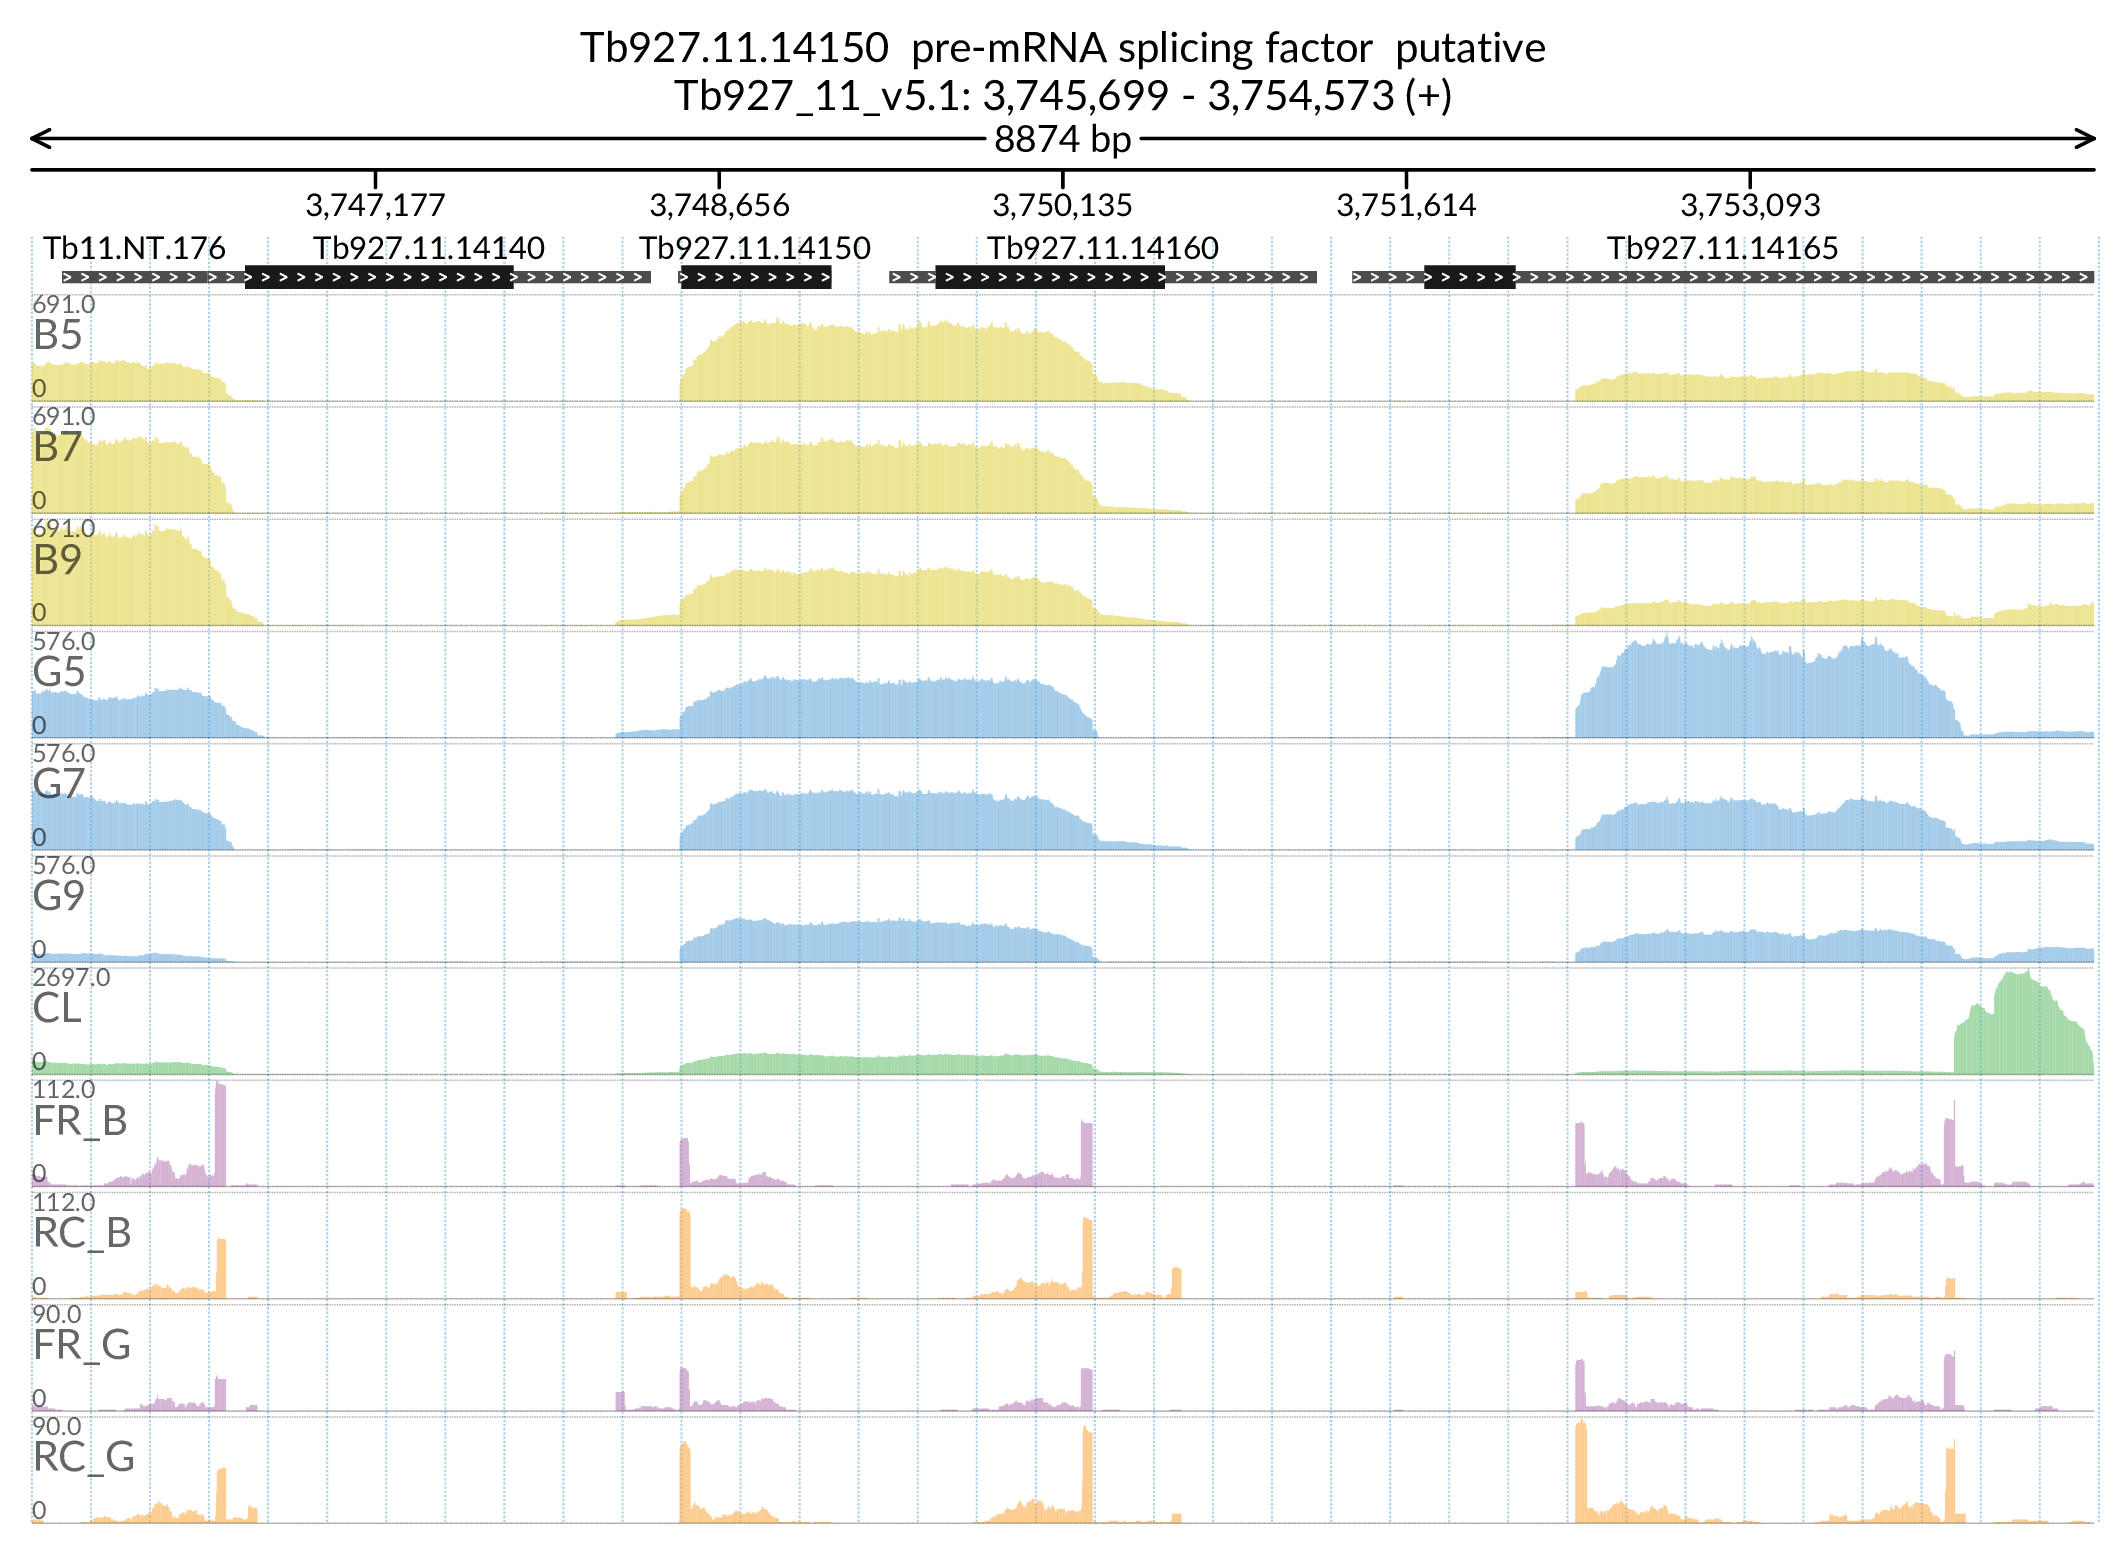 Tb927.11.14150  pre-mRNA splicing factor  putative
Tb927_11_v5.1: 3,745,699 - 3,754,573 (+)
8874 bp
3,747,177 3,748,656 3,750,135 3,751,614 3,753,093
Tb11.NT.176 Tb927.11.14140 Tb927.11.14150 Tb927.11.14160 Tb927.11.14165
691.0
B5
0
691.0
B7
0
691.0
B9
0
576.0
G5
0
576.0
G7
0
576.0
G9
0
2697.0
CL
0
112.0
FR_B
0
112.0
RC_B
0
90.0
FR_G
0
90.0
RC_G
0